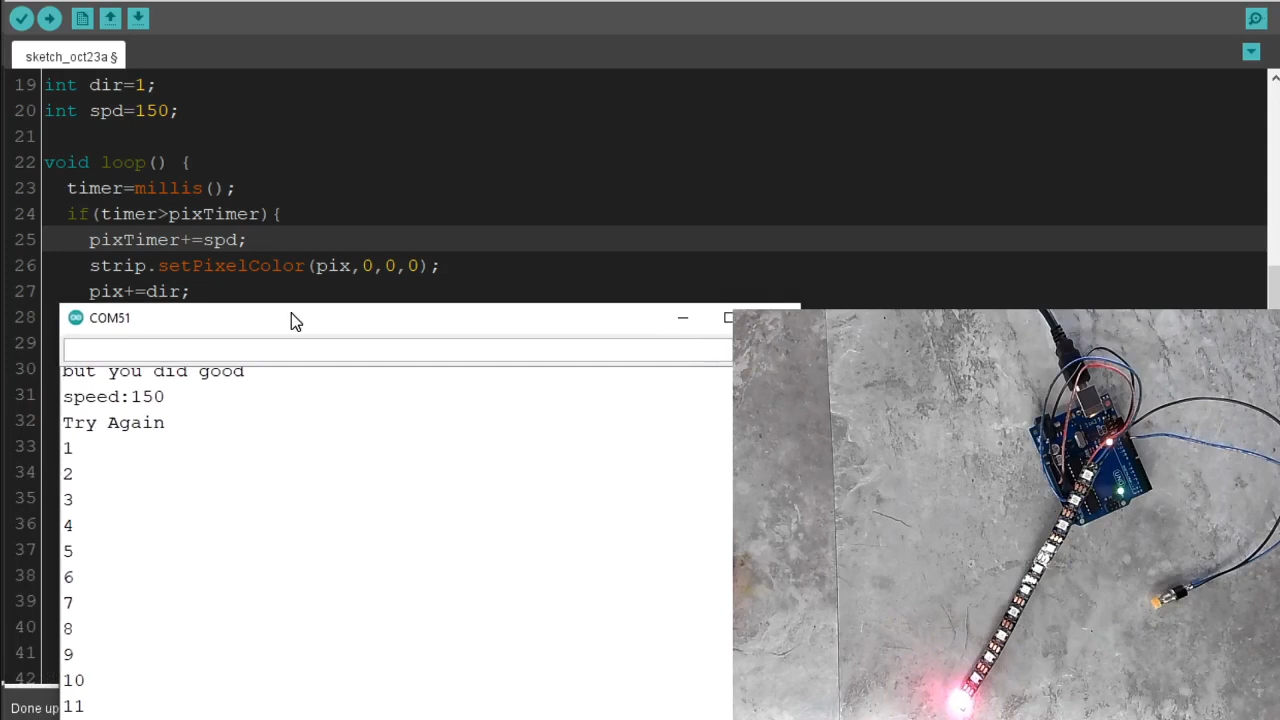 sketch_oct23a §
19 int dir=1;
20 int spd=150;
21
22 void loop() {
23 timer=millis();
24 if(timer>pixTimer){
25 pixTimer+=spd;
26 strip.setPixelColor(pix,0,0,0);
27 pix+=dir;
28
COM51
29
30
but you did good
31
speed:150
32
Try Again
33
1
34
2
35
3
36
4
37
5
38
6
39
7
40
8
41
9
42
10
Done up
11